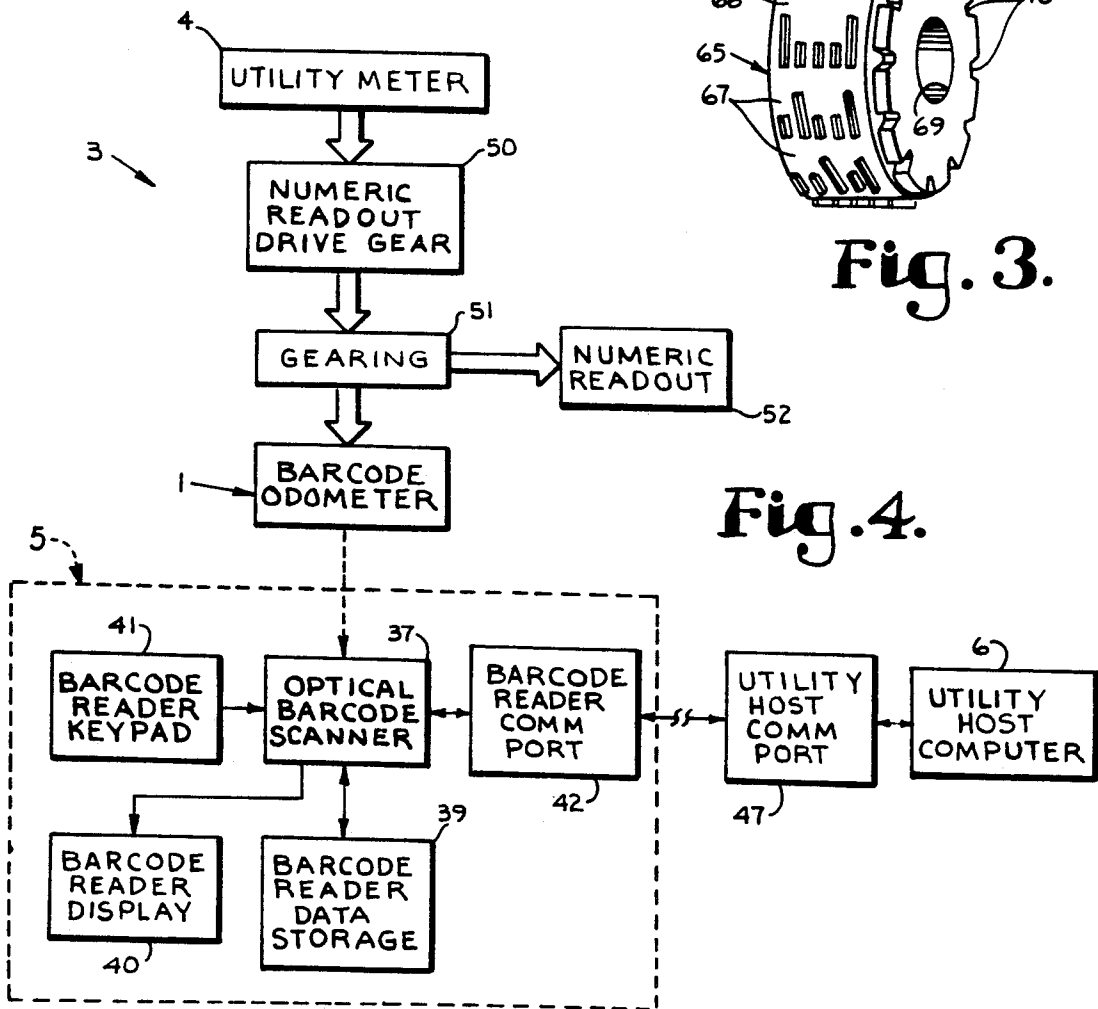 4
UTILITY METER
3
50
NUMERIC
READOUT
DRIVE GEAR
51
GEARING
NUMERIC
READOUT
52
1
BARCODE
ODOMETER
65
67
69
Fig. 3.
Fig. 4.
5
41
BARCODE
READER
KEYPAD
37
OPTICAL
BARCODE
SCANNER
BARCODE
READER
COMM
PORT
42
UTILITY
HOST
COMM
PORT
47
6
UTILITY
HOST
COMPUTER
BARCODE
READER
DISPLAY
40
39
BARCODE
READER
DATA
STORAGE